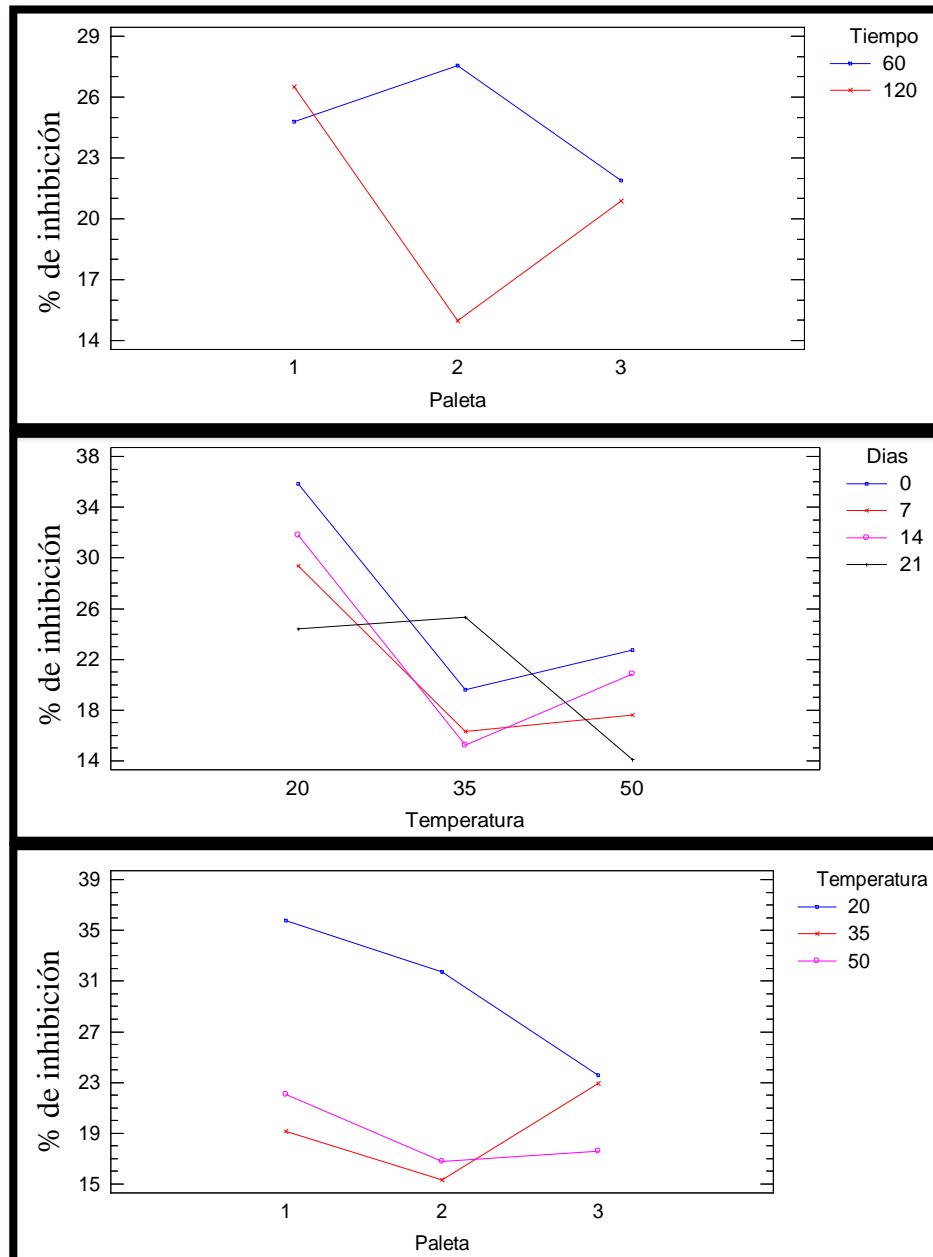 Tiempo
60
120
% de inhibición
29
26
23
20
17
14
1 2 3
Paleta
Dias
0
7
14
21
% de inhibición
38
34
30
26
22
18
14
20 35 50
Temperatura
Temperatura
20
35
50
% de inhibición
39
35
31
27
23
19
15
1 2 3
Paleta